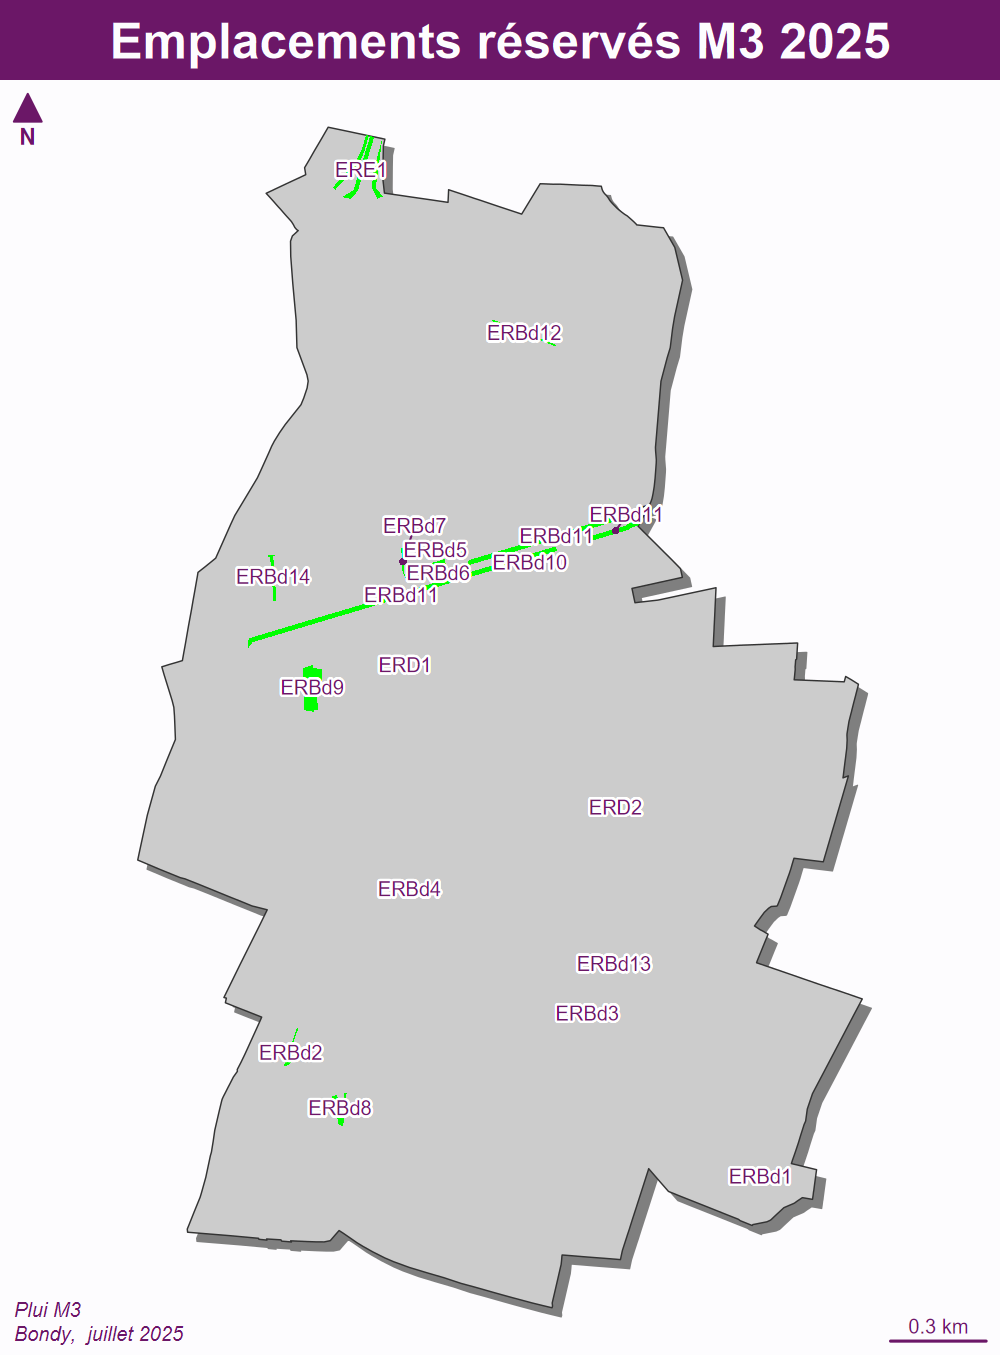 Emplacements réservés M3 2025
N
ERE1
ERBd12
ERBd11
ERBd7
ERBd11
ERBd5
ERBd10
ERBd6
ERBd14
ERBd11
ERD1
ERBd9
ERD2
ERBd4
ERBd13
ERBd3
ERBd2
ERBd8
ERBd1
Plui M3
Bondy, juillet 2025
0.3 km